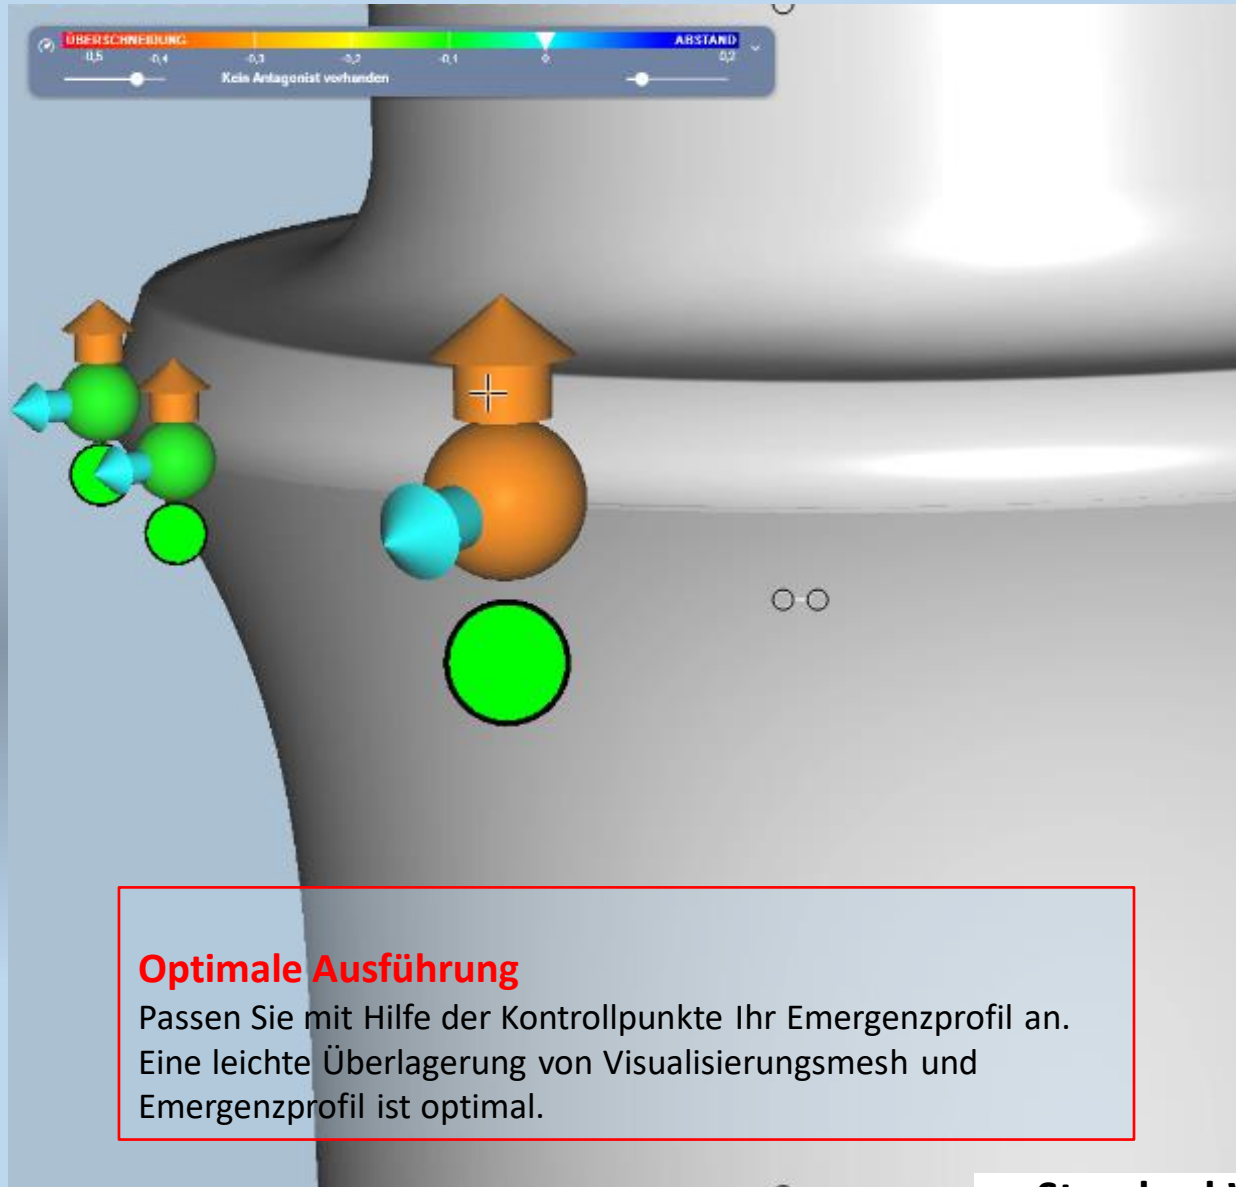 ÜBERSCHNEIDUNG ABSTAND
-0,5 -0,4 -0,3 -0,2 -0,1 0 0,2
Kein Antagonist vorhanden
Optimale Ausführung
Passen Sie mit Hilfe der Kontrollpunkte Ihr Emergenzprofil an.
Eine leichte Überlagerung von Visualisierungsmesh und
Emergenzprofil ist optimal.